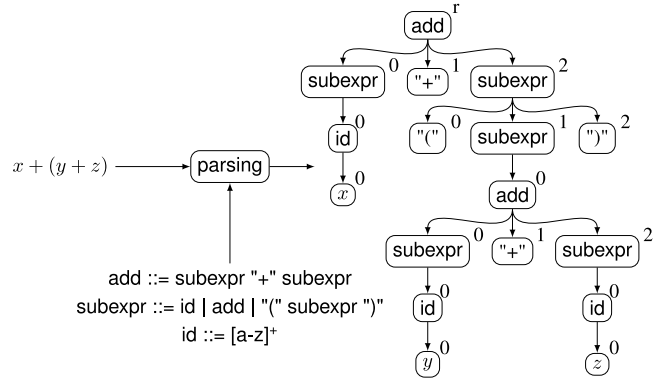 add r
subexpr 0 "+" 1 subexpr 2
id 0 "(" 0 subexpr 1 ")" 2
x + (y + z) parsing
x 0 add 0
subexpr 0 "+" 1 subexpr 2
add ::= subexpr "+" subexpr
subexpr ::= id | add | "(" subexpr ")"
id ::= [a-z]⁺
id 0 id 0
y 0 z 0